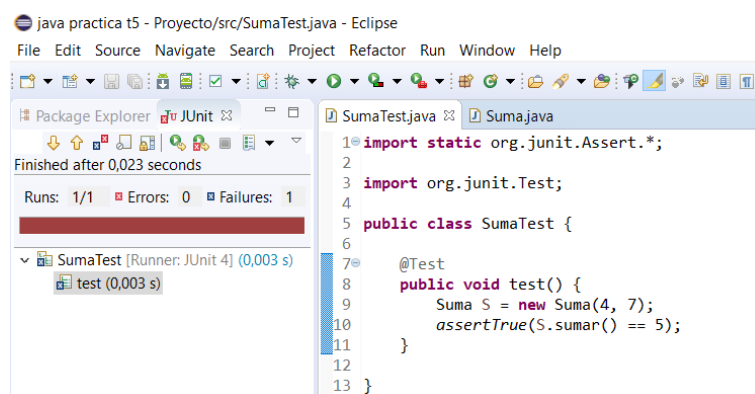 java practica t5 - Proyecto/src/SumaTest.java - Eclipse
File Edit Source Navigate Search Project Refactor Run Window Help
Package Explorer JUnit
SumaTest.java Suma.java
Finished after 0,023 seconds
Runs: 1/1 Errors: 0 Failures: 1
SumaTest [Runner: JUnit 4] (0,003 s)
test (0,003 s)
1 import static org.junit.Assert.*;
2
3 import org.junit.Test;
4
5 public class SumaTest {
6
7 @Test
8 public void test() {
9 Suma S = new Suma(4, 7);
10 assertTrue(S.sumar() == 5);
11 }
12
13 }